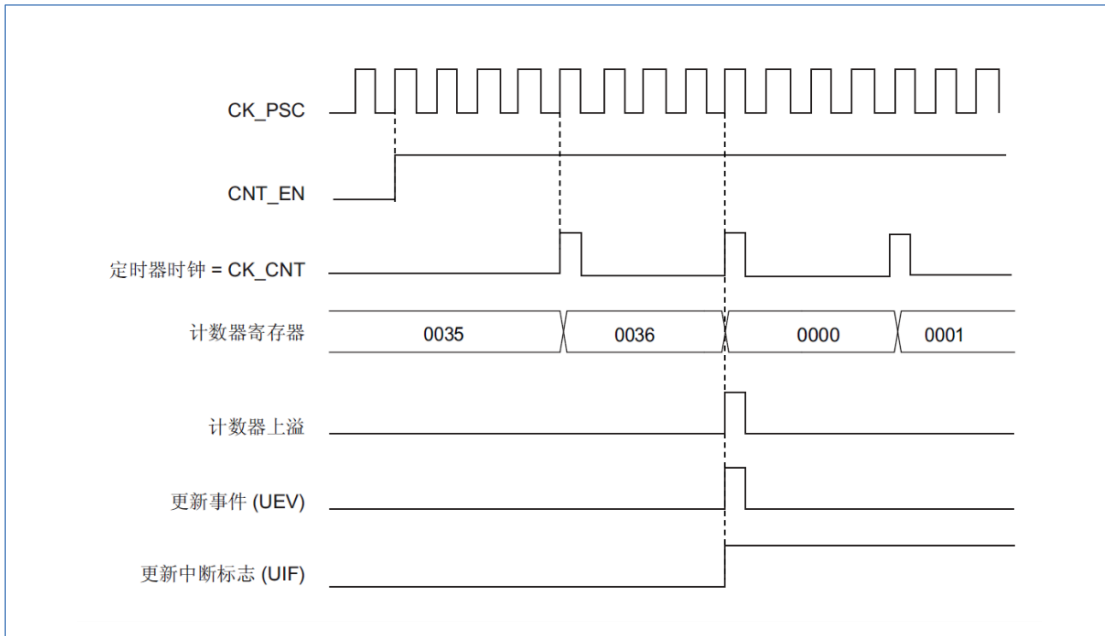 CK_PSC
CNT_EN
定时器时钟 = CK_CNT
计数器寄存器 0035 0036 0000 0001
计数器上溢
更新事件 (UEV)
更新中断标志 (UIF)